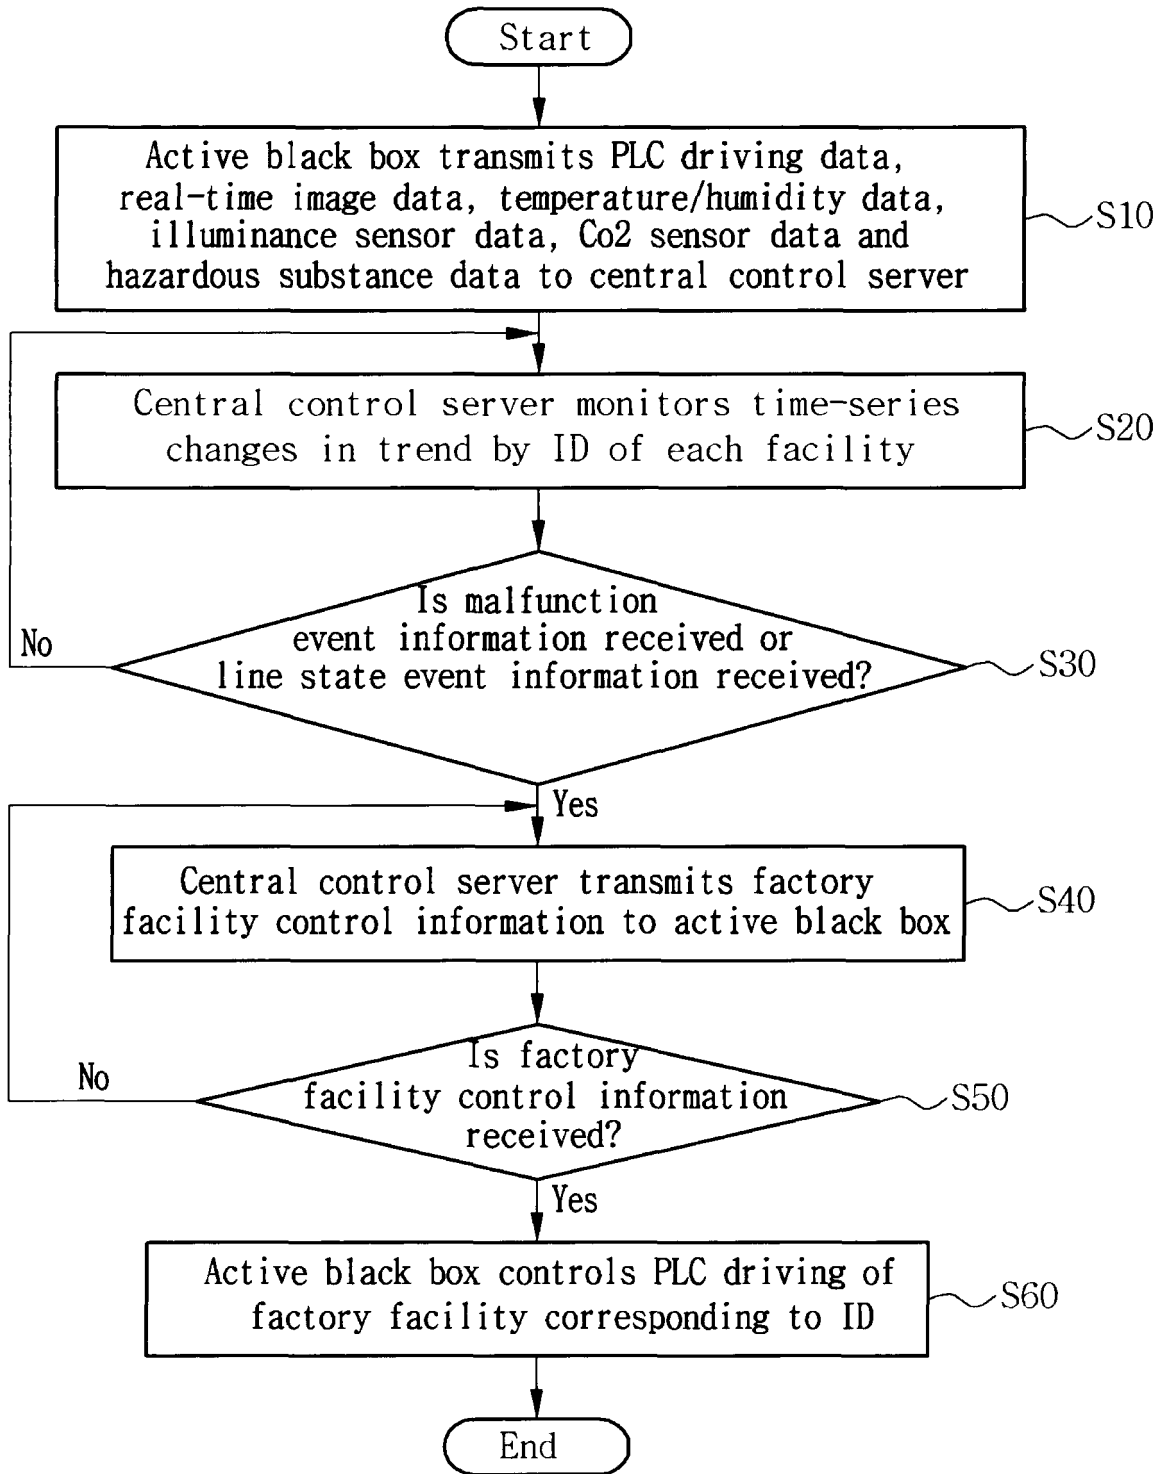 Start
Active black box transmits PLC driving data,
real-time image data, temperature/humidity data,
illuminance sensor data, Co2 sensor data and
hazardous substance data to central control server
S10
Central control server monitors time-series
changes in trend by ID of each facility
S20
Is malfunction
event information received or
line state event information received?
No
S30
Yes
Central control server transmits factory
facility control information to active black box
S40
Is factory
facility control information
received?
No
S50
Yes
Active black box controls PLC driving of
factory facility corresponding to ID
S60
End